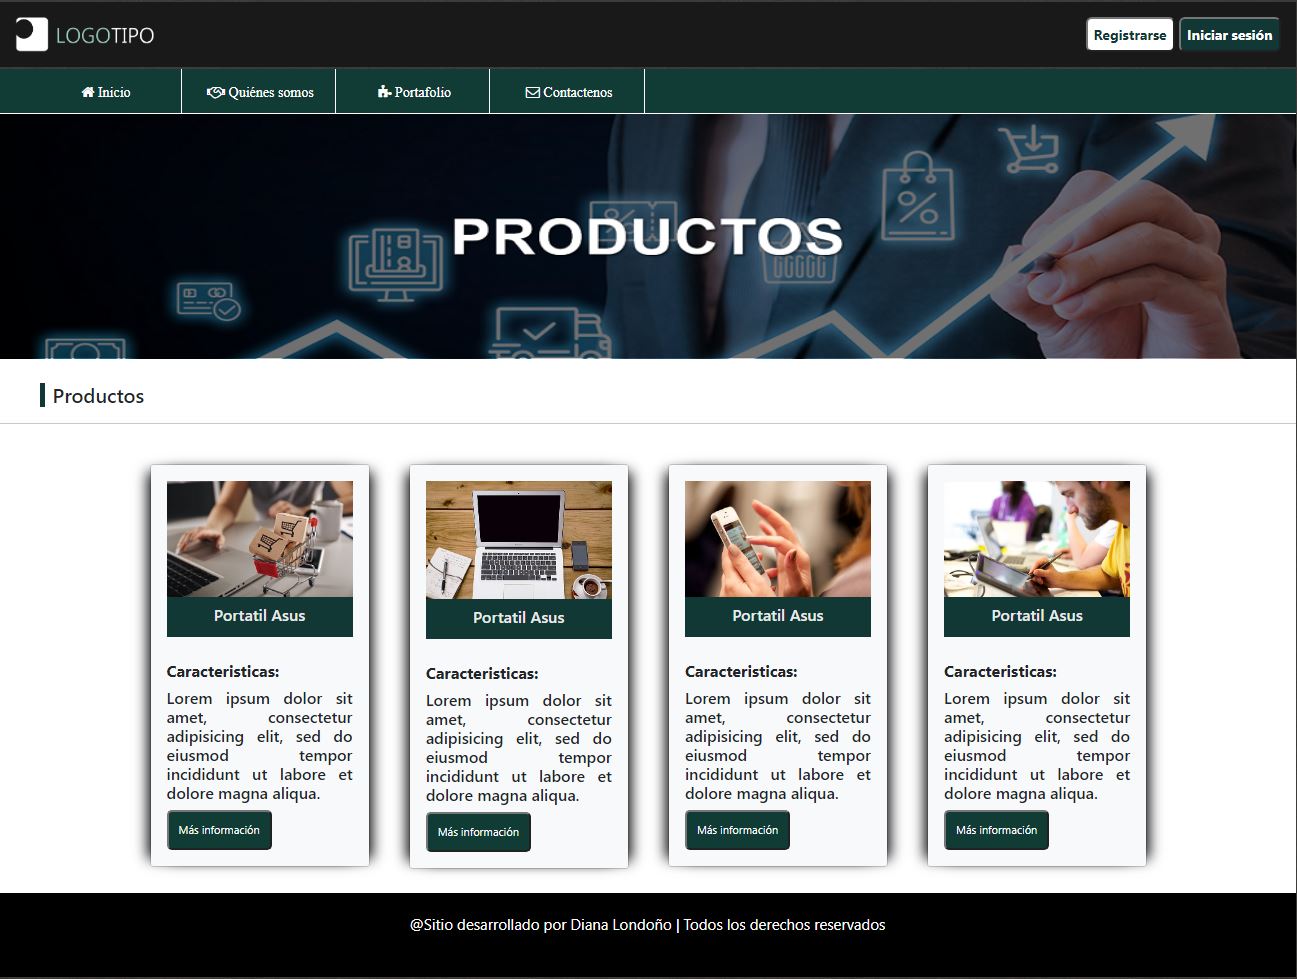 LOGOTIPO
Registrarse
Iniciar sesión
Inicio
Quiénes somos
Portafolio
Contactenos
PRODUCTOS
Productos
Portatil Asus
Caracteristicas:
Lorem ipsum dolor sit
amet, consectetur
adipisicing elit, sed do
eiusmod tempor
incididunt ut labore et
dolore magna aliqua.
Más información
Portatil Asus
Caracteristicas:
Lorem ipsum dolor sit
amet, consectetur
adipisicing elit, sed do
eiusmod tempor
incididunt ut labore et
dolore magna aliqua.
Más información
Portatil Asus
Caracteristicas:
Lorem ipsum dolor sit
amet, consectetur
adipisicing elit, sed do
eiusmod tempor
incididunt ut labore et
dolore magna aliqua.
Más información
Portatil Asus
Caracteristicas:
Lorem ipsum dolor sit
amet, consectetur
adipisicing elit, sed do
eiusmod tempor
incididunt ut labore et
dolore magna aliqua.
Más información
@Sitio desarrollado por Diana Londoño | Todos los derechos reservados